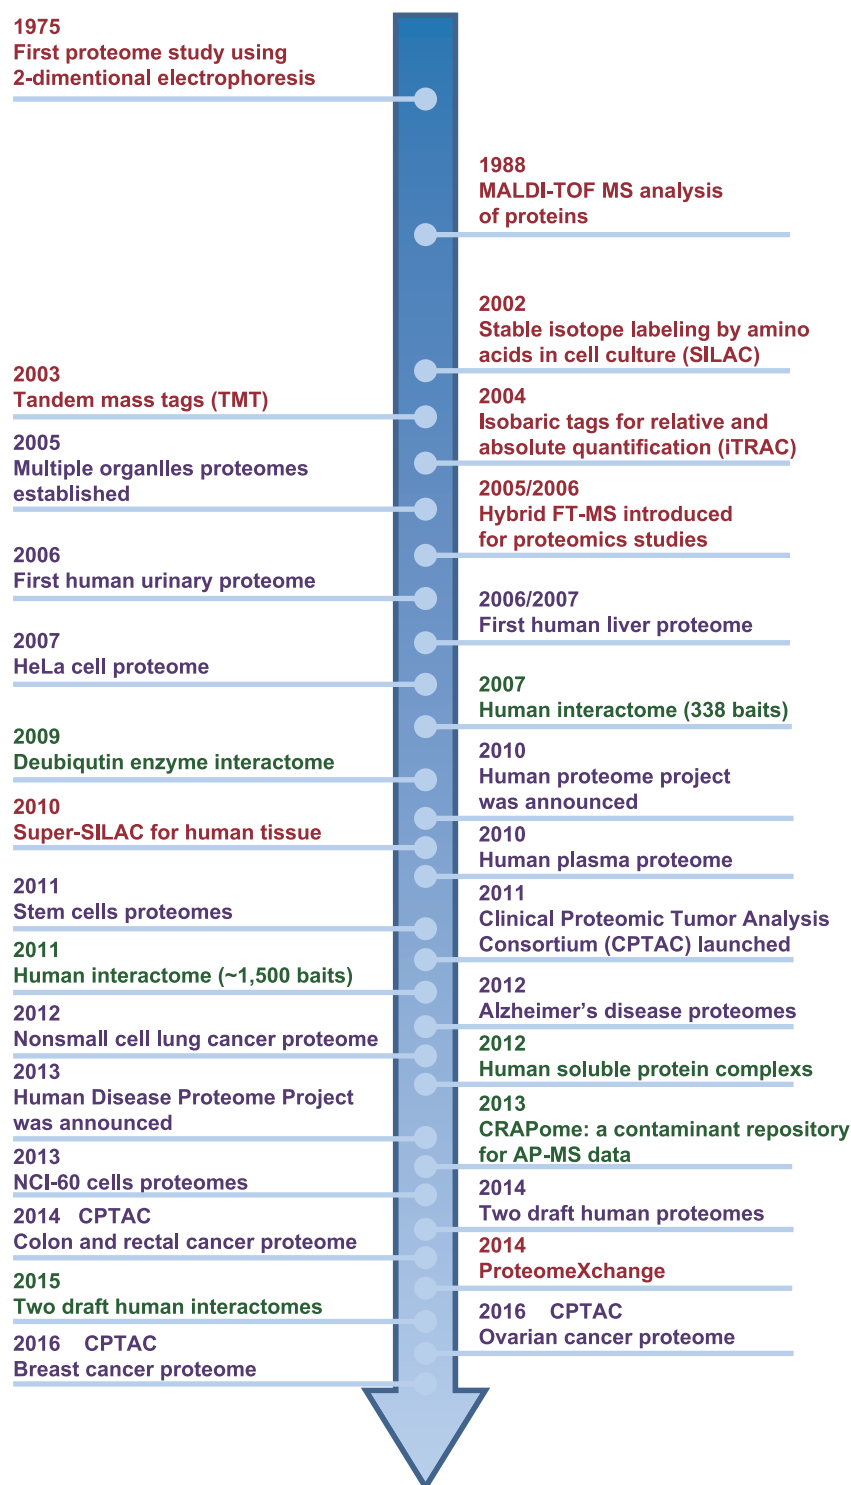 1975
First proteome study using
2-dimentional electrophoresis
1988
MALDI-TOF MS analysis
of proteins
2002
Stable isotope labeling by amino
acids in cell culture (SILAC)
2003
Tandem mass tags (TMT)
2004
Isobaric tags for relative and
absolute quantification (iTRAC)
2005
Multiple organlles proteomes
established
2005/2006
Hybrid FT-MS introduced
for proteomics studies
2006
First human urinary proteome
2006/2007
First human liver proteome
2007
HeLa cell proteome
2007
Human interactome (338 baits)
2009
Deubiqutin enzyme interactome
2010
Human proteome project
was announced
2010
Super-SILAC for human tissue
2010
Human plasma proteome
2011
Stem cells proteomes
2011
Clinical Proteomic Tumor Analysis
Consortium (CPTAC) launched
2011
Human interactome (~1,500 baits)
2012
Alzheimer’s disease proteomes
2012
Nonsmall cell lung cancer proteome
2012
Human soluble protein complexs
2013
Human Disease Proteome Project
was announced
2013
CRAPome: a contaminant repository
for AP-MS data
2013
NCI-60 cells proteomes
2014
Two draft human proteomes
2014 CPTAC
Colon and rectal cancer proteome
2014
ProteomeXchange
2015
Two draft human interactomes
2016 CPTAC
Ovarian cancer proteome
2016 CPTAC
Breast cancer proteome